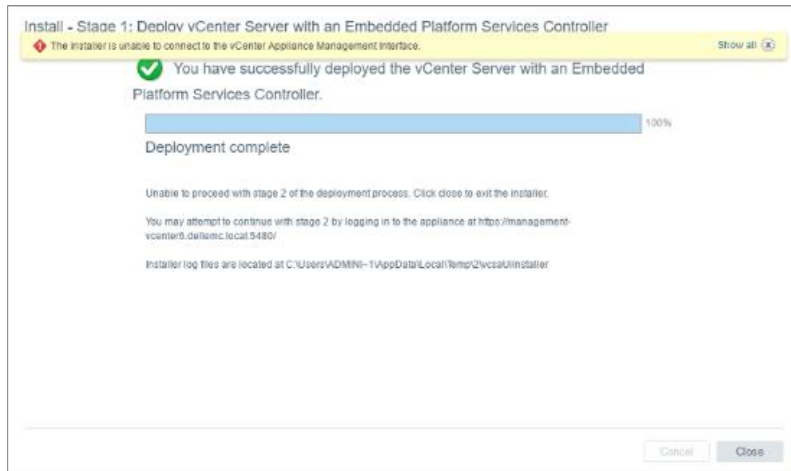 Install - Stage 1: Deploy vCenter Server with an Embedded Platform Services Controller
The installer is unable to connect to the vCenter Appliance Management Interface.
Show all
You have successfully deployed the vCenter Server with an Embedded
Platform Services Controller.
100%
Deployment complete
Unable to proceed with stage 2 of the deployment process. Click close to exit the installer.
You may attempt to continue with stage 2 by logging in to the appliance at https://management-
vcenter6.dellemc.local:5480/
Installer log files are located at C:\Users\ADMINI~1\AppData\Local\Temp\2\vcsaUiInstaller
Cancel
Close